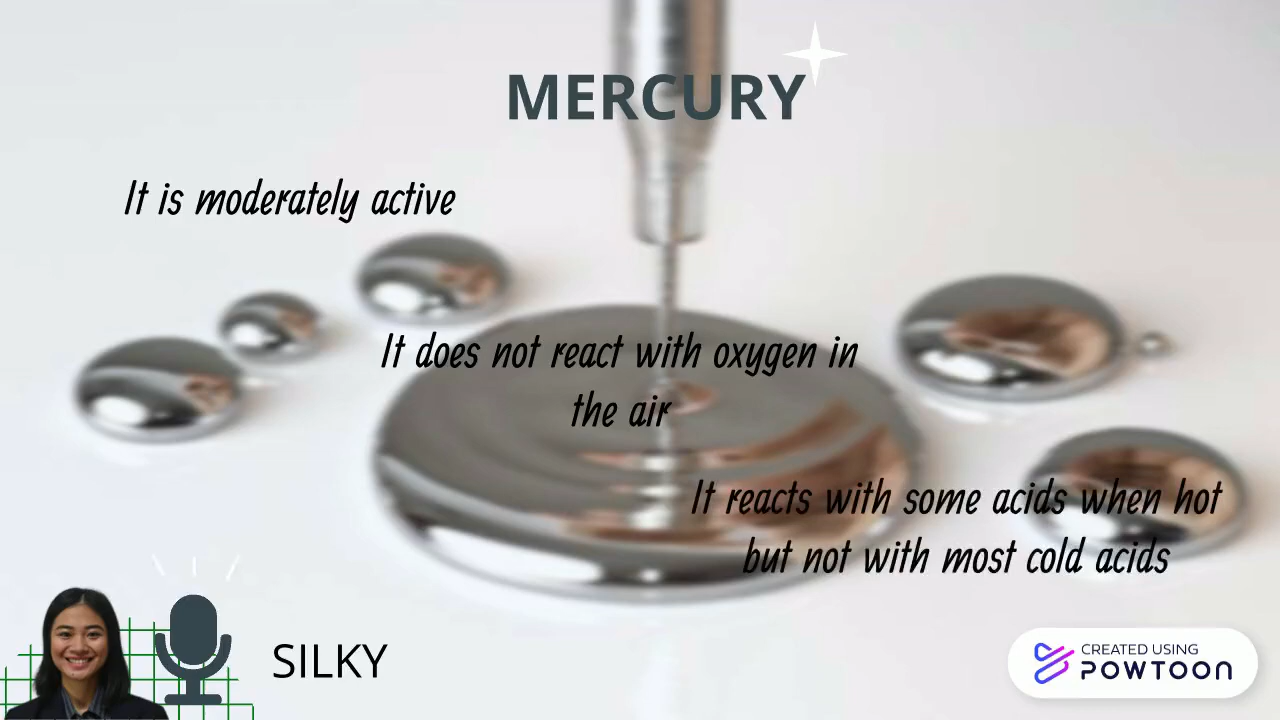 MERCURY
It is moderately active
It does not react with oxygen in
the air
It reacts with some acids when hot
but not with most cold acids
SILKY
CREATED USING
POWTOON